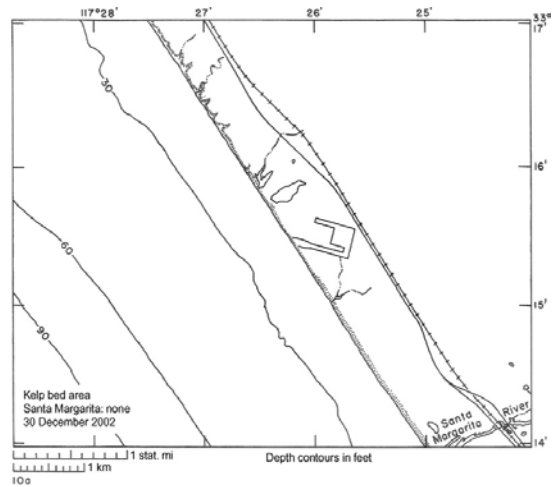 117°28' 27' 26' 25' 33°
17'
30
16'
60
15'
90
Kelp bed area
Santa Margarita: none
30 December 2002
Santa
Margarita
River
14'
1 stat. mi
1 km
Depth contours in feet
10a